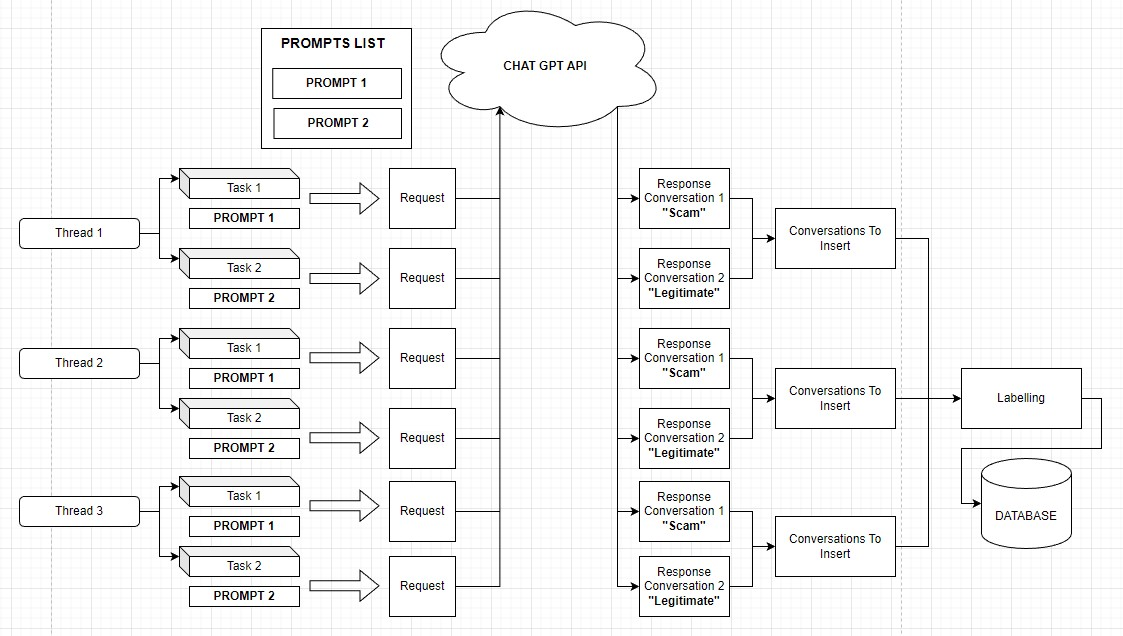 PROMPTS LIST
PROMPT 1
PROMPT 2
CHAT GPT API
Thread 1
Task 1
PROMPT 1
Request
Task 2
PROMPT 2
Request
Thread 2
Task 1
PROMPT 1
Request
Task 2
PROMPT 2
Request
Thread 3
Task 1
PROMPT 1
Request
Task 2
PROMPT 2
Request
Response
Conversation 1
"Scam"
Response
Conversation 2
"Legitimate"
Conversations To
Insert
Response
Conversation 1
"Scam"
Response
Conversation 2
"Legitimate"
Conversations To
Insert
Response
Conversation 1
"Scam"
Response
Conversation 2
"Legitimate"
Conversations To
Insert
Labelling
DATABASE